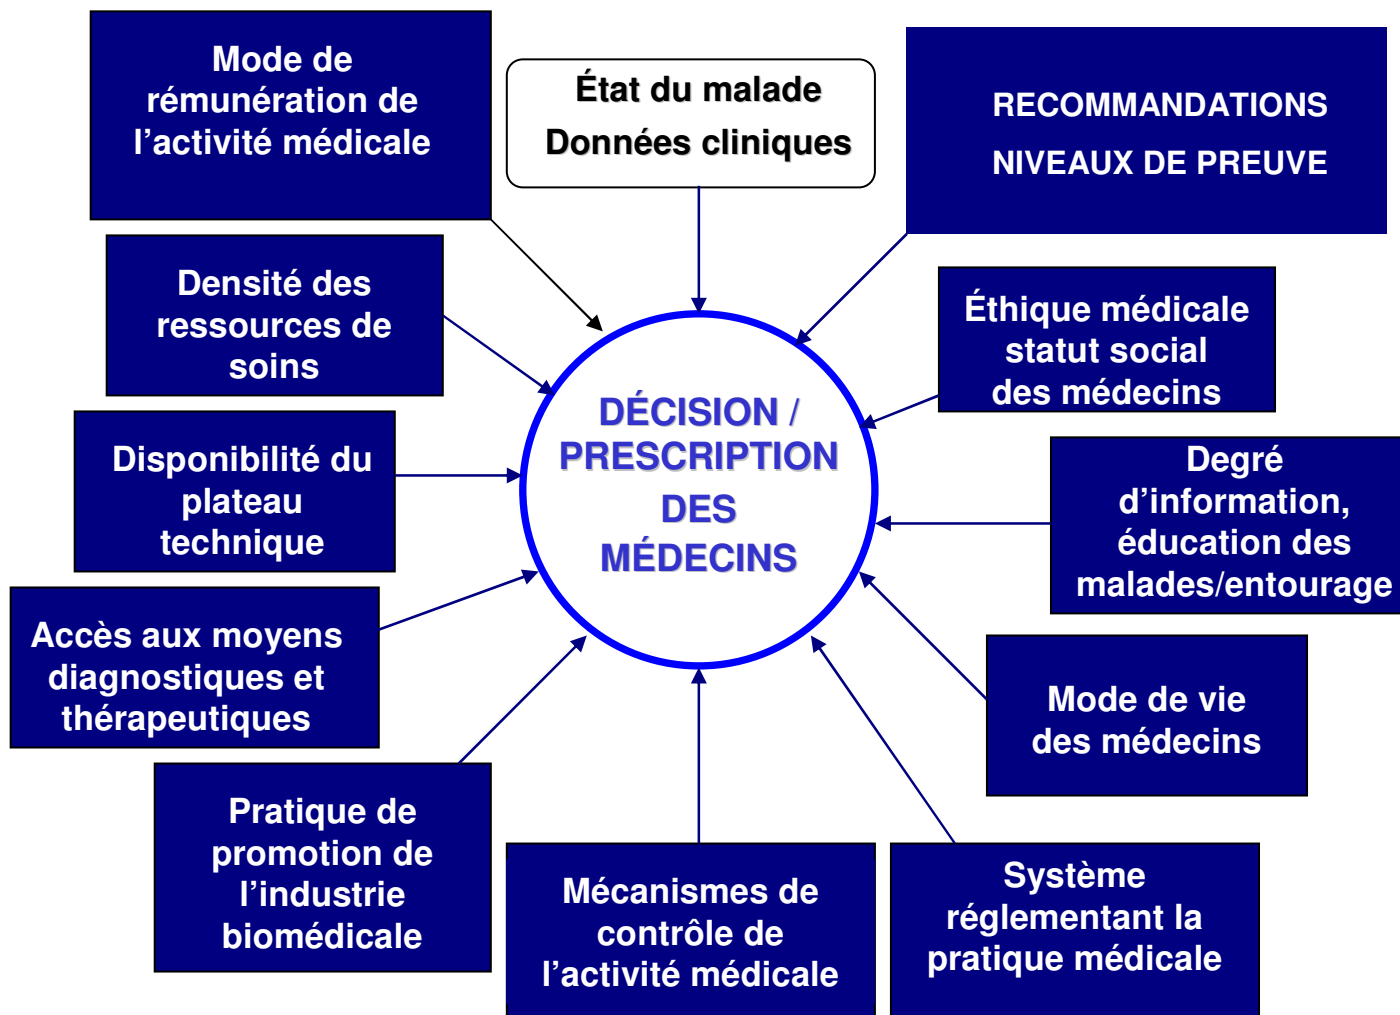 Mode de
rémunération de
l’activité médicale
État du malade
Données cliniques
RECOMMANDATIONS
NIVEAUX DE PREUVE
Densité des
ressources de
soins
Éthique médicale
statut social
des médecins
DÉCISION /
PRESCRIPTION
DES
MÉDECINS
Disponibilité du
plateau
technique
Degré
d’information,
éducation des
malades/entourage
Accès aux moyens
diagnostiques et
thérapeutiques
Mode de vie
des médecins
Pratique de
promotion de
l’industrie
biomédicale
Mécanismes de
contrôle de
l’activité médicale
Système
réglementant la
pratique médicale